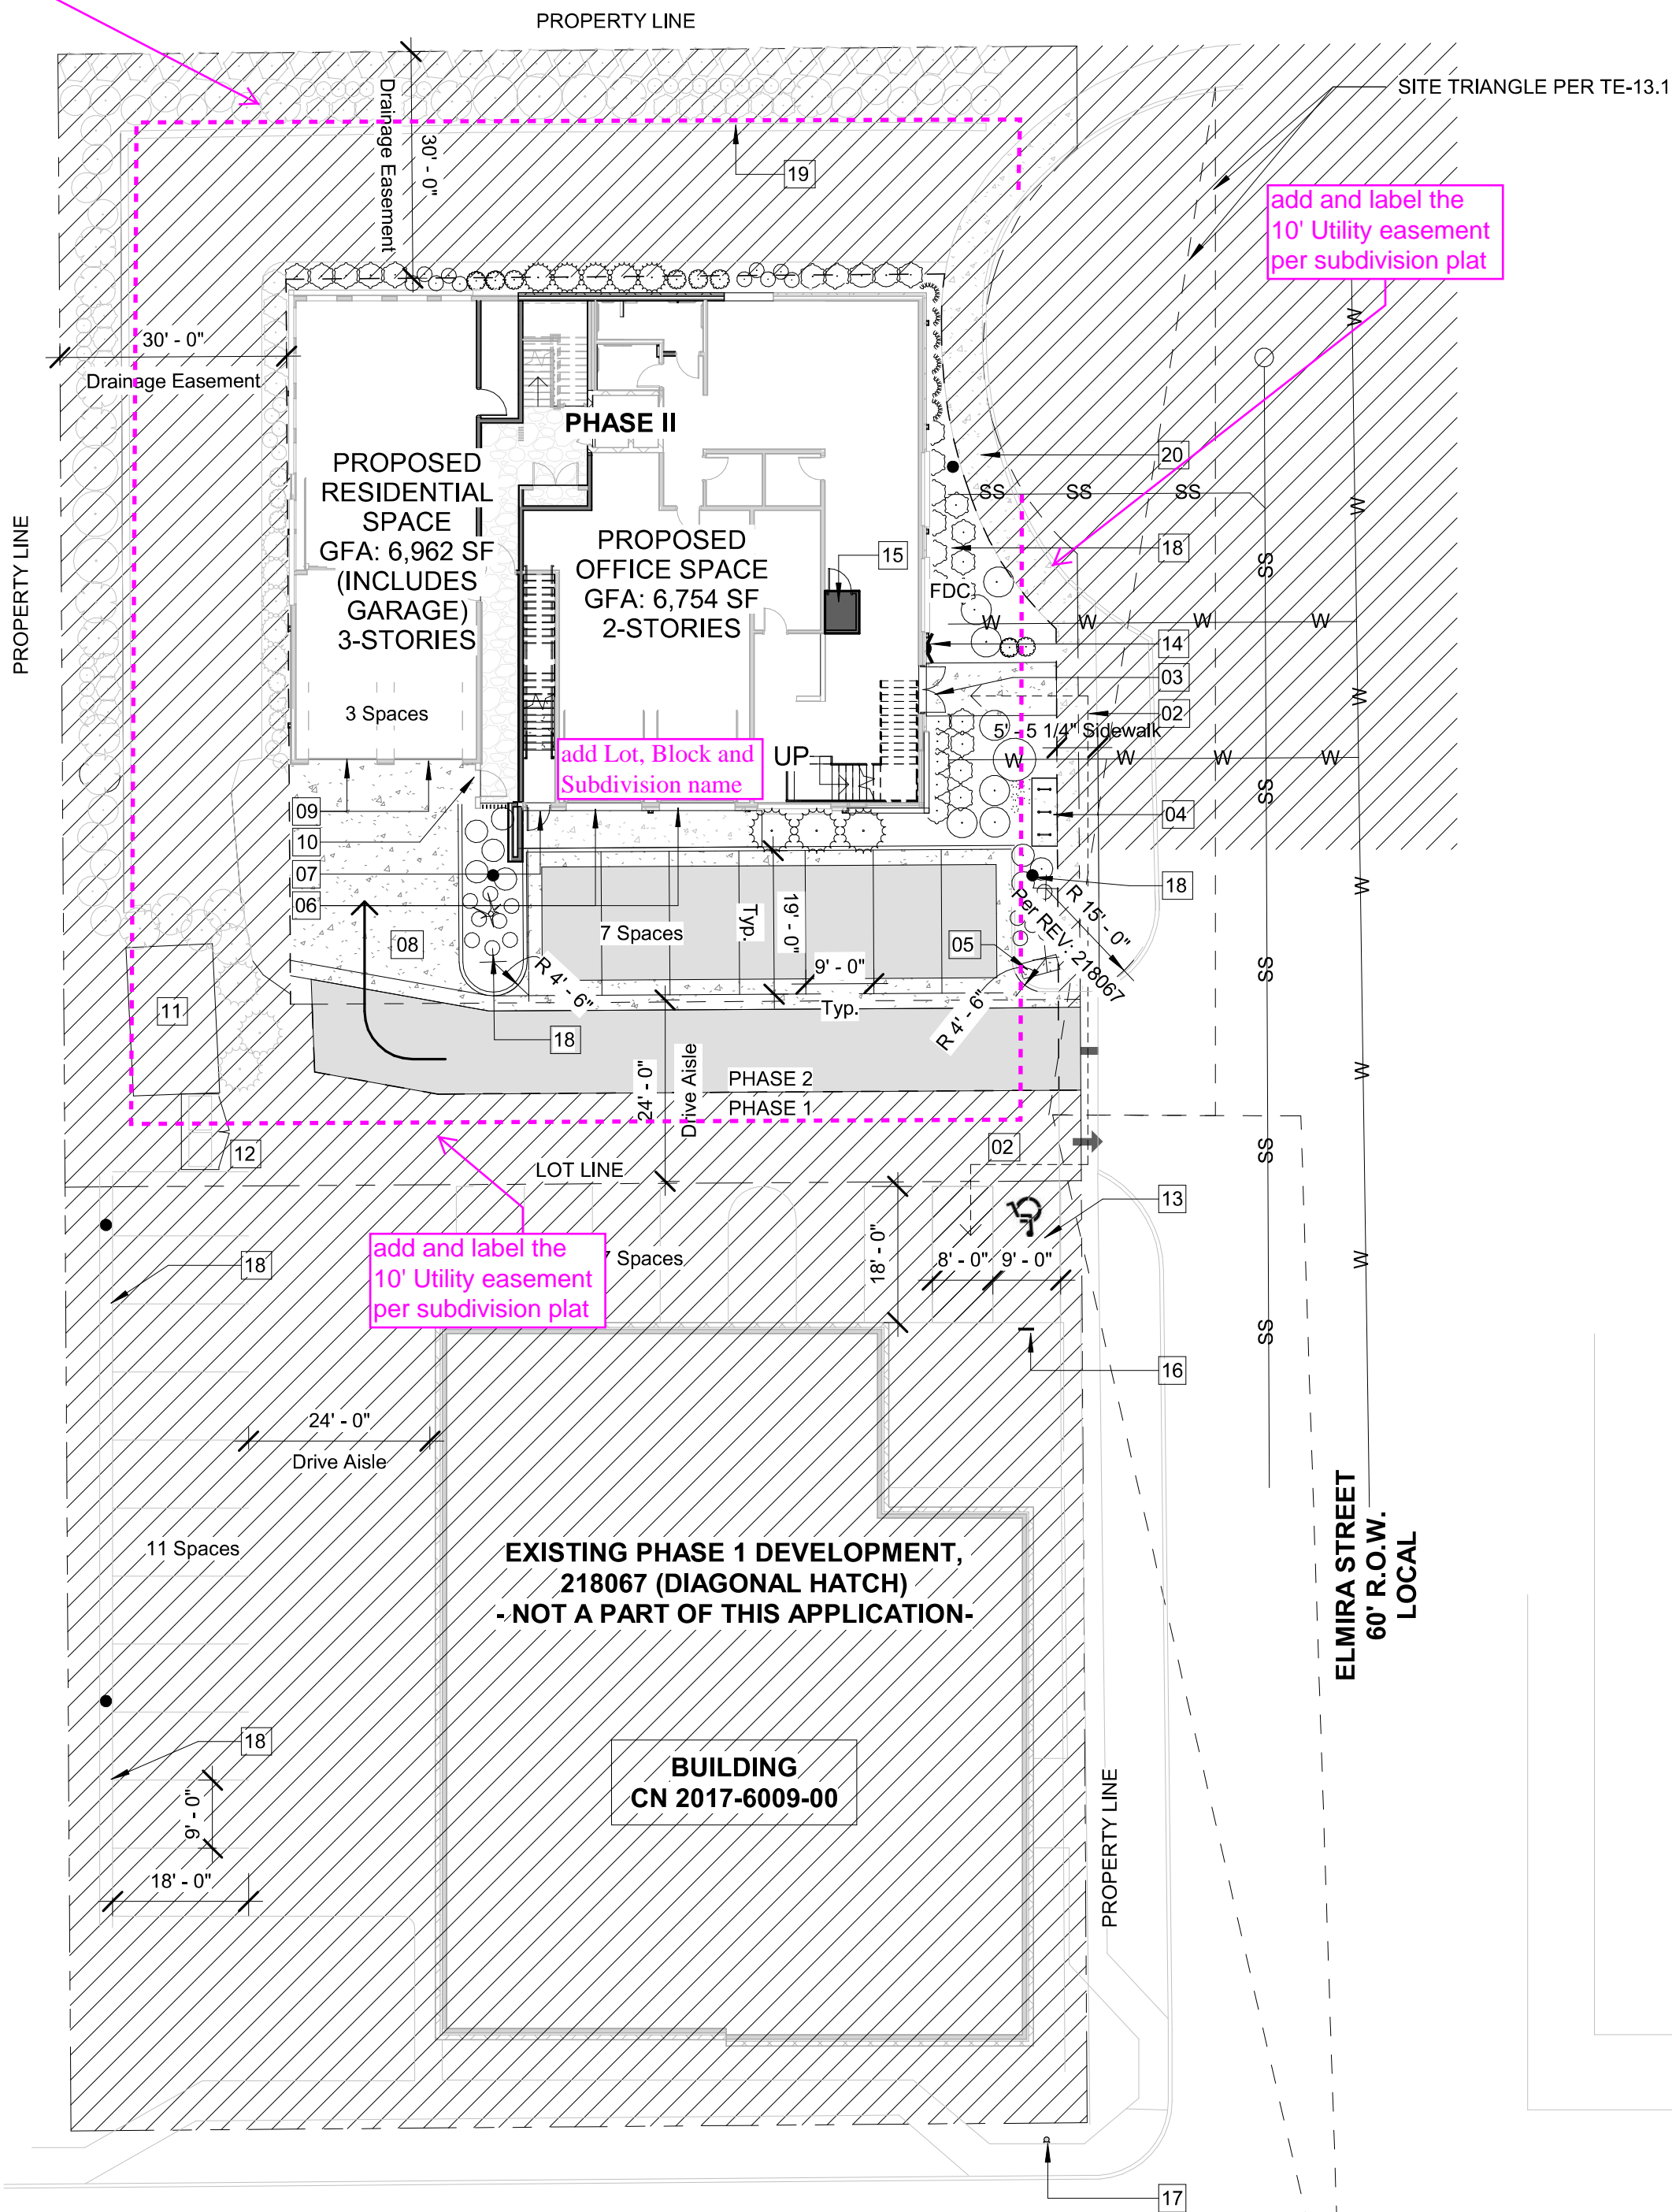 PROPERTY LINE
SITE TRIANGLE PER TE-13.1
Drainage Easement
30' - 0"
19
add and label the
10' Utility easement
per subdivision plat
W
30' - 0"
Drainage Easement
PHASE II
PROPOSED
RESIDENTIAL
SPACE
GFA: 6,962 SF
(INCLUDES
GARAGE)
3-STORIES
PROPOSED
OFFICE SPACE
GFA: 6,754 SF
2-STORIES
PROPERTY LINE
20
SS
SS
SS
W
15
18
SS
FDC
W
W
W
W
14
03
W
02
3 Spaces
5' - 5 1/4" Sidewalk
UP
W
W
W
W
add Lot, Block and
Subdivision name
SS
09
04
10
07
06
18
W
08
7 Spaces
Typ.
19' - 0"
9' - 0"
Typ.
05
R 15' - 0"
Per REV: 218067
SS
R 4' - 6"
R 4' - 6"
11
18
24' - 0"
Drive Aisle
PHASE 2
PHASE 1
W
12
02
SS
LOT LINE
13
18
add and label the
10' Utility easement
per subdivision plat
7 Spaces
18' - 0"
8' - 0"
9' - 0"
W
SS
16
24' - 0"
Drive Aisle
11 Spaces
EXISTING PHASE 1 DEVELOPMENT,
218067 (DIAGONAL HATCH)
- NOT A PART OF THIS APPLICATION-
ELMIRA STREET
60' R.O.W.
LOCAL
18
BUILDING
CN 2017-6009-00
9' - 0"
18' - 0"
PROPERTY LINE
17